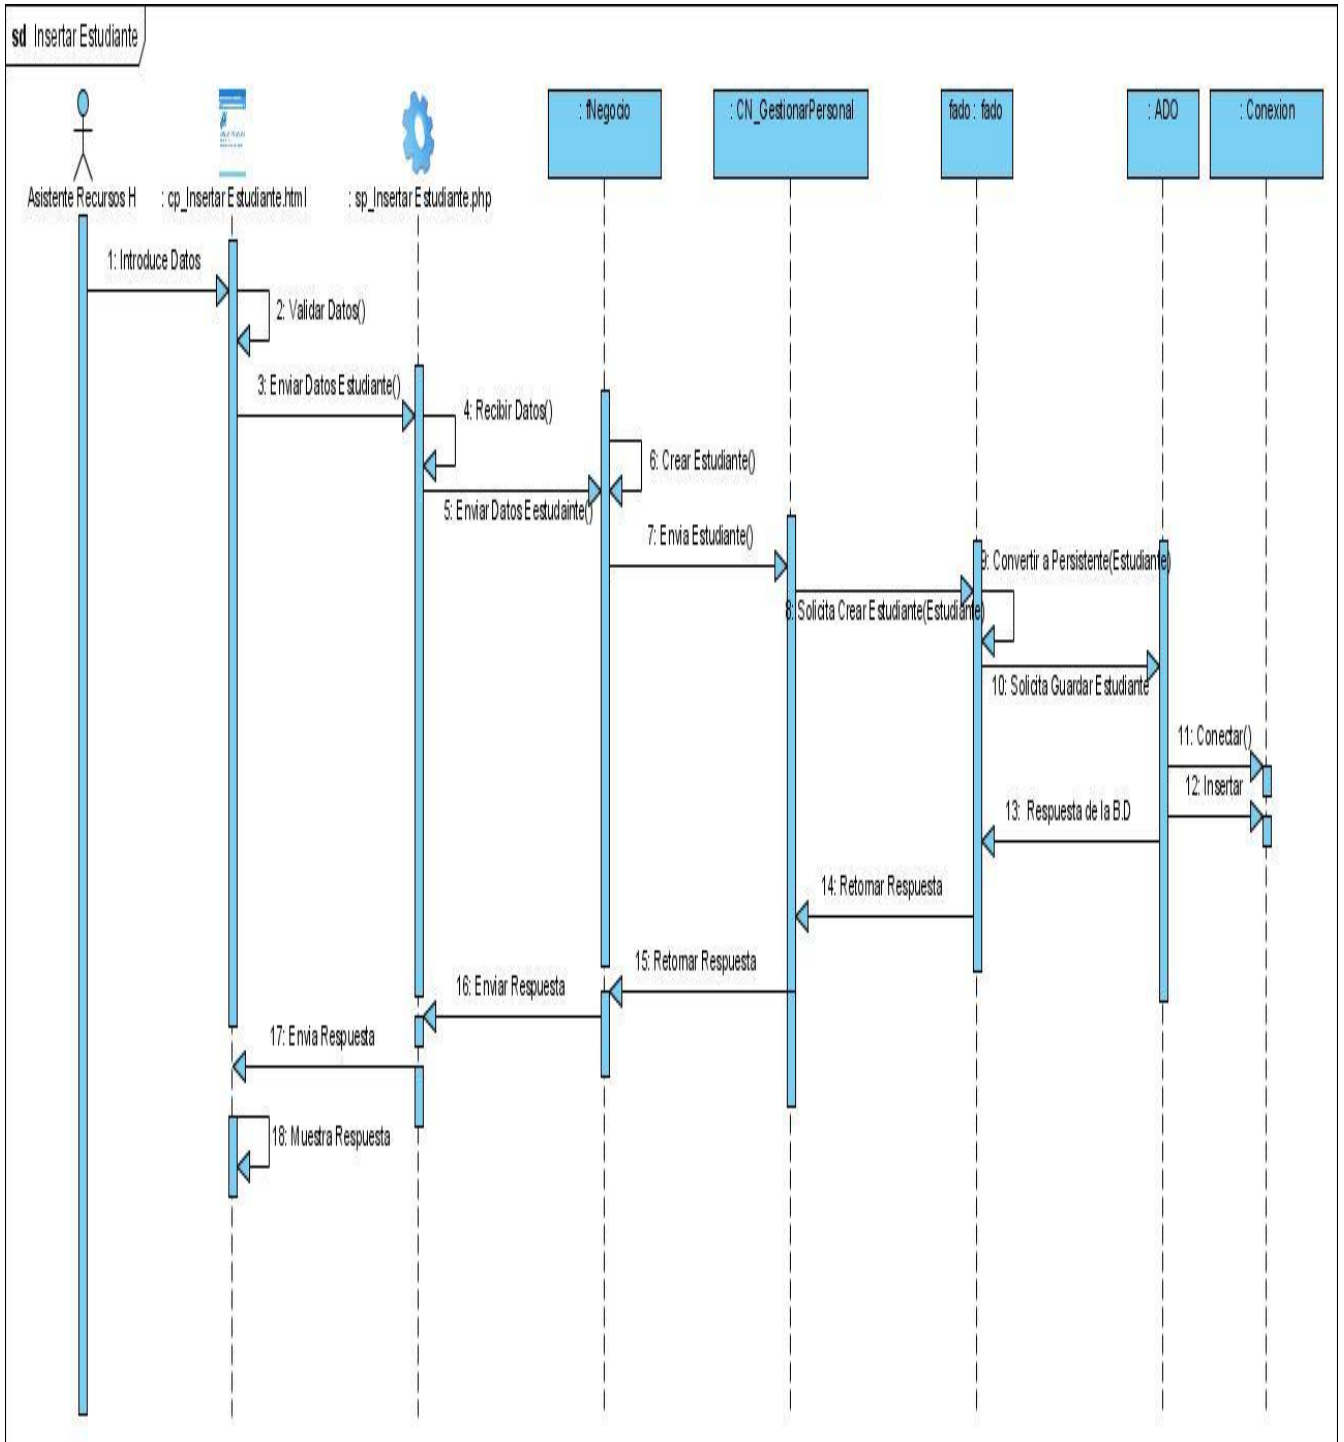 sd Insertar Estudiante
Asistente Recursos H
: cp_Insertar Estudiante.html
: sp_Insertar Estudiante.php
: fNegocio
: CN_GestionarPersonal
fado : fado
: ADO
: Conexion
1: Introduce Datos
2: Validar Datos()
3: Enviar Datos Estudiante()
4: Recibir Datos()
5: Enviar Datos Eestudainte()
6: Crear Estudiante()
7: Envia Estudiante()
8: Solicita Crear Estudiante(Estudiante)
9: Convertir a Persistente(Estudiante)
10: Solicita Guardar Estudiante
11: Conectar()
12: Insertar
13: Respuesta de la B.D
14: Retornar Respuesta
15: Retornar Respuesta
16: Enviar Respuesta
17: Envia Respuesta
18: Muestra Respuesta